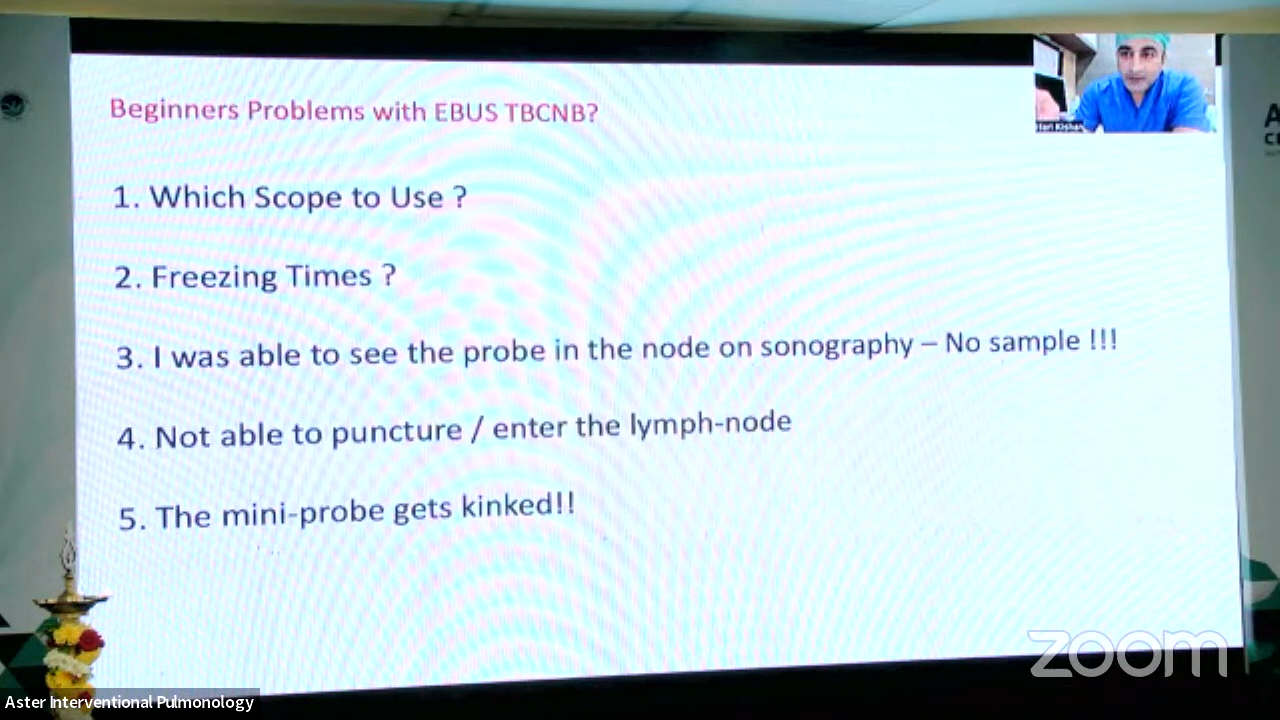 Beginners Problems with EBUS TBCNB?
Hari Kishan
1. Which Scope to Use ?
2. Freezing Times ?
3. I was able to see the probe in the node on sonography – No sample !!!
4. Not able to puncture / enter the lymph-node
5. The mini-probe gets kinked!!
zoom
Aster Interventional Pulmonology